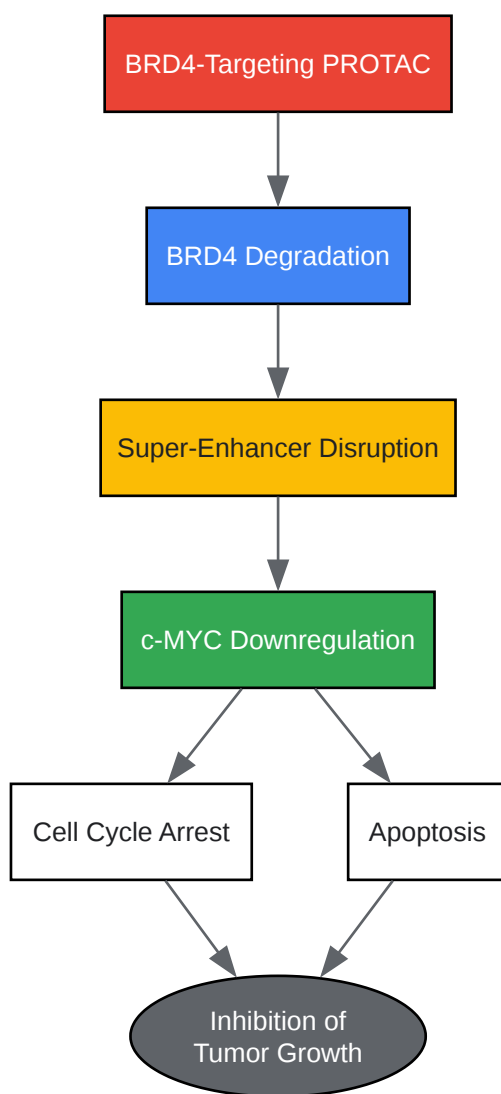 BRD4-Targeting PROTAC
BRD4 Degradation
Super-Enhancer Disruption
c-MYC Downregulation
Cell Cycle Arrest
Apoptosis
Inhibition of
Tumor Growth